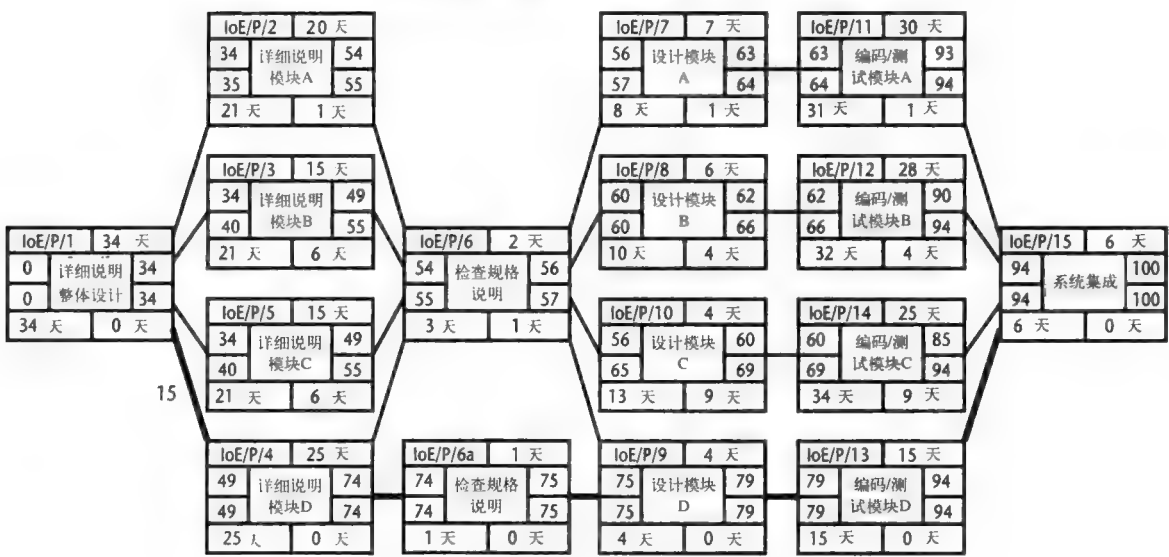 IoE/P/2 20 天
34 详细说明 54
35 模块A 55
21 天 1 天
IoE/P/7 7 天
56 设计模块 63
57 A 64
8 天 1 天
IoE/P/11 30 天
63 编码/测 93
64 试模块A 94
31 天 1 天
IoE/P/3 15 天
34 详细说明 49
40 模块B 55
21 天 6 天
IoE/P/8 6 天
60 设计模块 62
60 B 66
10 天 4 天
IoE/P/12 28 天
62 编码/测 90
66 试模块B 94
32 天 4 天
IoE/P/1 34 天
0 详细说明 34
0 整体设计 34
34 天 0 天
IoE/P/6 2 天
54 检查规格 56
55 说明 57
3 天 1 天
IoE/P/15 6 天
94 系统集成 100
94 100
6 天 0 天
IoE/P/5 15 天
34 详细说明 49
40 模块C 55
21 天 6 天
IoE/P/10 4 天
56 设计模块 60
65 C 69
13 天 9 天
IoE/P/14 25 天
60 编码/测 85
69 试模块C 94
34 天 9 天
15
IoE/P/4 25 天
49 详细说明 74
49 模块D 74
25 0 天
IoE/P/6a 1 天
74 检查规格 75
74 说明 75
1 天 0 天
IoE/P/9 4 天
75 设计模块 79
75 D 79
4 天 0 天
IoE/P/13 15 天
79 编码/测 94
79 试模块D 94
15 天 0 天